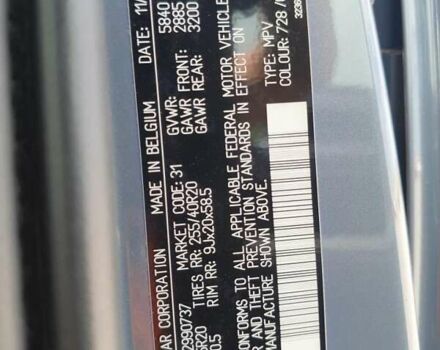 AR CORPORATION MADE IN BELGIUM DATE: 11/
2990737 MARKET CODE: 31 GVWR: 5840
R20 TIRES RR: 255/40R20 GAWR FRONT: 2885
0.5 RIM RR: 9Jx20x58.5 GAWR REAR: 3200
ONFORMS TO ALL APPLICABLE FEDERAL MOTOR VEHICLE
R AND THEFT PREVENTION STANDARDS IN EFFECT ON
MANUFACTURE SHOWN ABOVE. TYPE: MPV
COLOUR: 728 /
3236